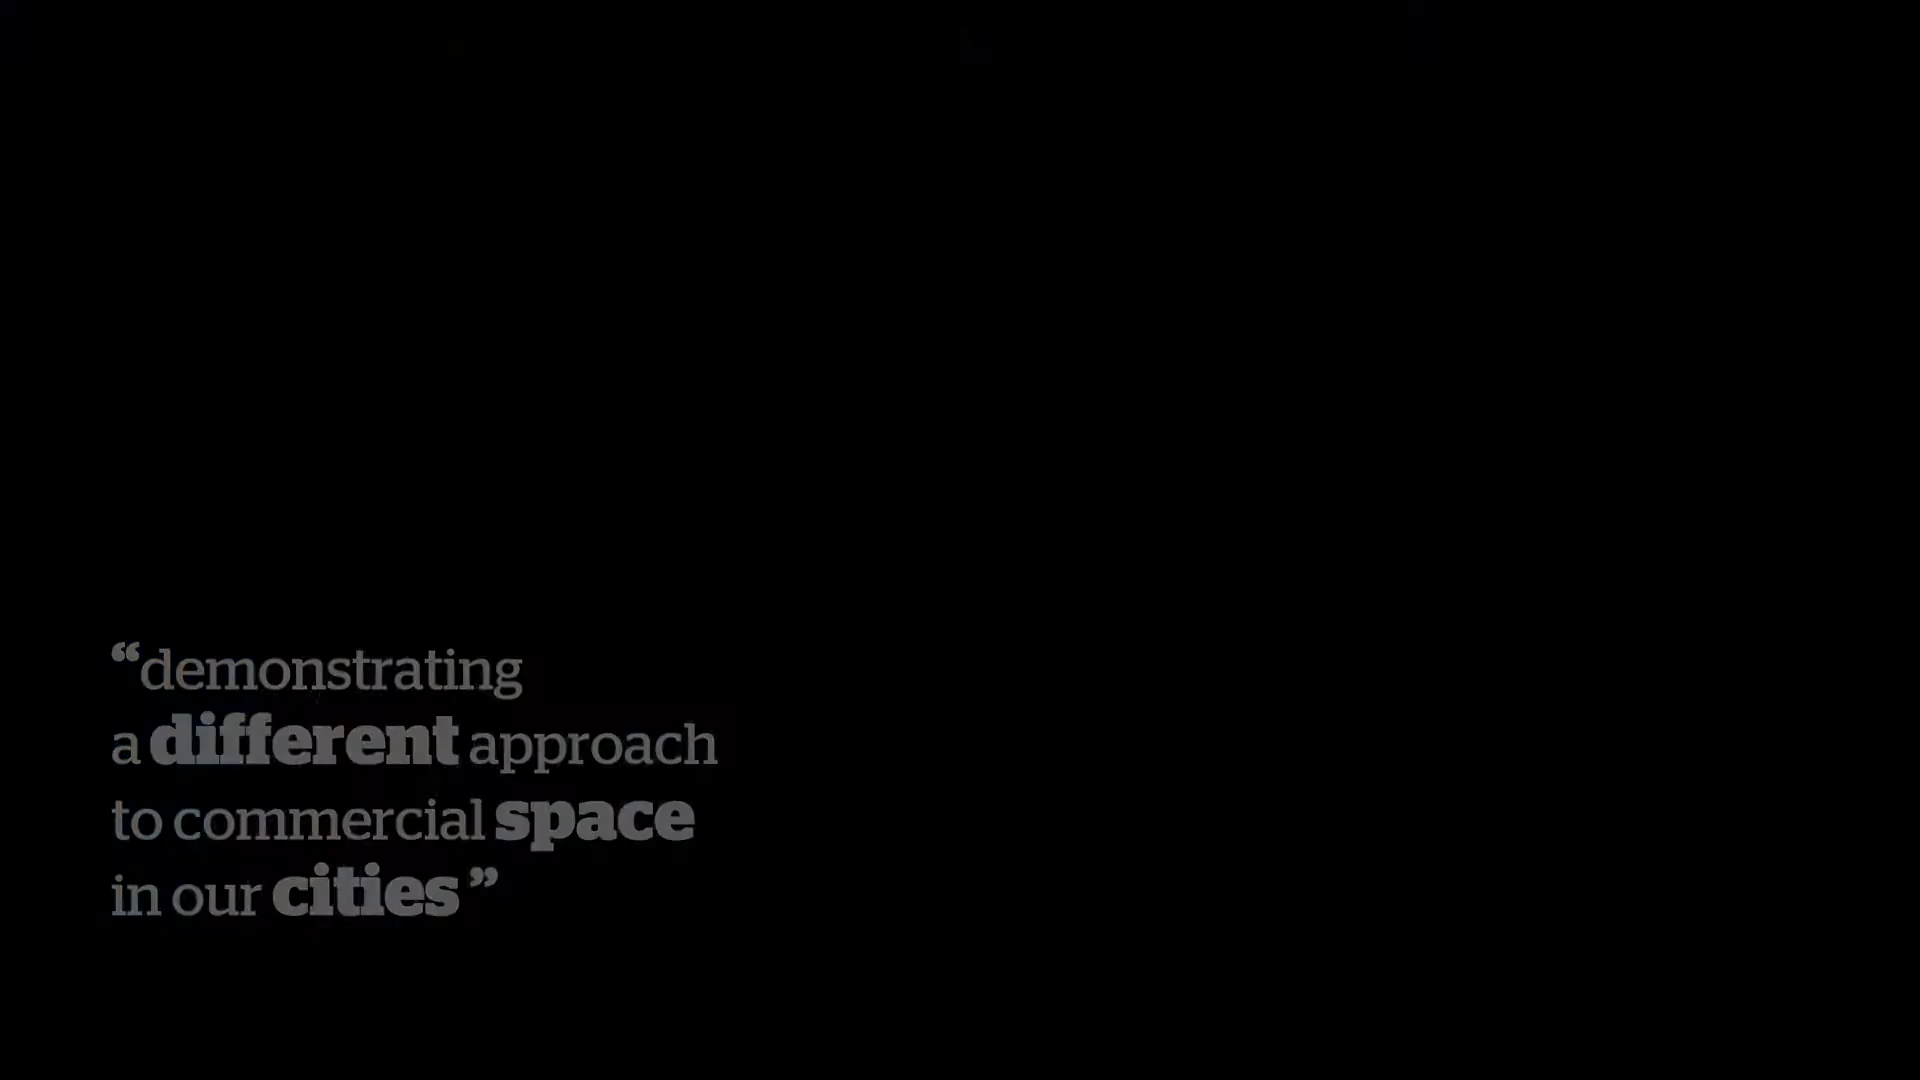 “demonstrating
a different approach
to commercial space
in our cities”